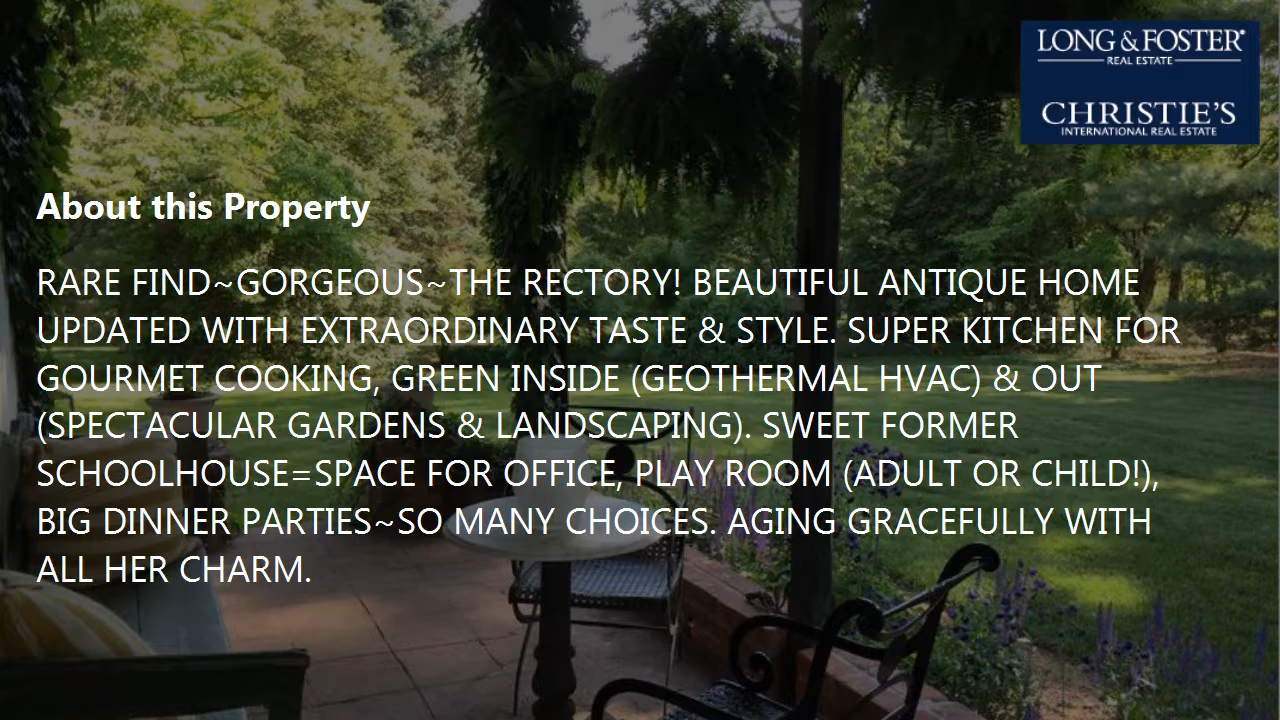 LONG & FOSTER®
REAL ESTATE
CHRISTIE'S
INTERNATIONAL REAL ESTATE
About this Property
RARE FIND~GORGEOUS~THE RECTORY! BEAUTIFUL ANTIQUE HOME
UPDATED WITH EXTRAORDINARY TASTE & STYLE. SUPER KITCHEN FOR
GOURMET COOKING, GREEN INSIDE (GEOTHERMAL HVAC) & OUT
(SPECTACULAR GARDENS & LANDSCAPING). SWEET FORMER
SCHOOLHOUSE=SPACE FOR OFFICE, PLAY ROOM (ADULT OR CHILD!),
BIG DINNER PARTIES~SO MANY CHOICES. AGING GRACEFULLY WITH
ALL HER CHARM.